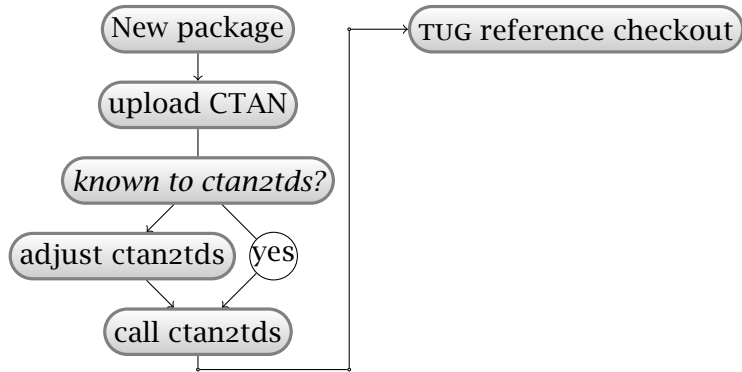 New package
upload CTAN
known to ctan2tds?
adjust ctan2tds
yes
call ctan2tds
TUG reference checkout